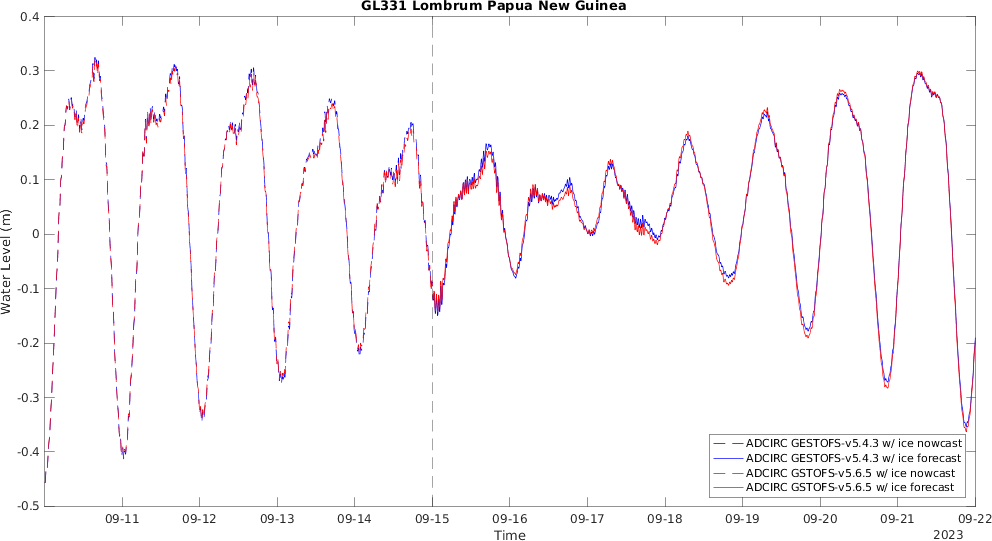 GL331 Lombrum Papua New Guinea
Water Level (m)
0.4
0.3
0.2
0.1
0
-0.1
-0.2
-0.3
-0.4
-0.5
ADCIRC GESTOFS-v5.4.3 w/ ice nowcast
ADCIRC GESTOFS-v5.4.3 w/ ice forecast
ADCIRC GSTOFS-v5.6.5 w/ ice nowcast
ADCIRC GSTOFS-v5.6.5 w/ ice forecast
09-11 09-12 09-13 09-14 09-15 09-16 09-17 09-18 09-19 09-20 09-21 09-22
Time
2023